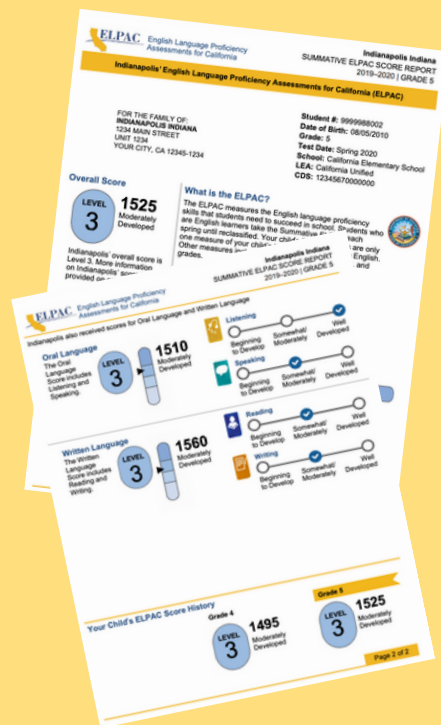 ELPAC
English Language Proficiency
Assessments for California
Indianapolis Indiana
SUMMATIVE ELPAC SCORE REPORT
2019–2020 | GRADE 5
Indianapolis' English Language Proficiency Assessments for California (ELPAC)
FOR THE FAMILY OF:
INDIANAPOLIS INDIANA
1234 MAIN STREET
UNIT 1234
YOUR CITY, CA 12345-1234
Student #: 9999988002
Date of Birth: 08/05/2010
Grade: 5
Test Date: Spring 2020
School: California Elementary School
LEA: California Unified
CDS: 12345670000000
Overall Score
LEVEL
3
1525
Moderately
Developed
Indianapolis' overall score is
Level 3. More information
on Indianapolis'
provided on
What is the ELPAC?
The ELPAC measures the English language proficiency
skills that students need to succeed in school. Students who
are English learners take the Summative each
spring until reclassified. Your are only
one measure of your English.
Other measures and
grades.
Indianapolis Indiana
SUMMATIVE ELPAC SCORE REPORT
2019–2020 | GRADE 5
ELPAC
English Language Proficiency
Assessments for California
Indianapolis also received scores for Oral Language and Written Language
Oral Language
The Oral
Language
Score includes
Listening and
Speaking.
LEVEL
3
1510
Moderately
Developed
Listening
Beginning
to Develop
Somewhat/
Moderately
Well
Developed
Speaking
Beginning
to Develop
Somewhat/
Moderately
Well
Developed
Written Language
The Written
Language
Score includes
Reading and
Writing.
LEVEL
3
1560
Moderately
Developed
Reading
Beginning
to Develop
Somewhat/
Moderately
Well
Developed
Writing
Beginning
to Develop
Somewhat/
Moderately
Well
Developed
Your Child's ELPAC Score History
Grade 4
LEVEL
3
1495
Moderately
Developed
Grade 5
LEVEL
3
1525
Moderately
Developed
Page 2 of 2